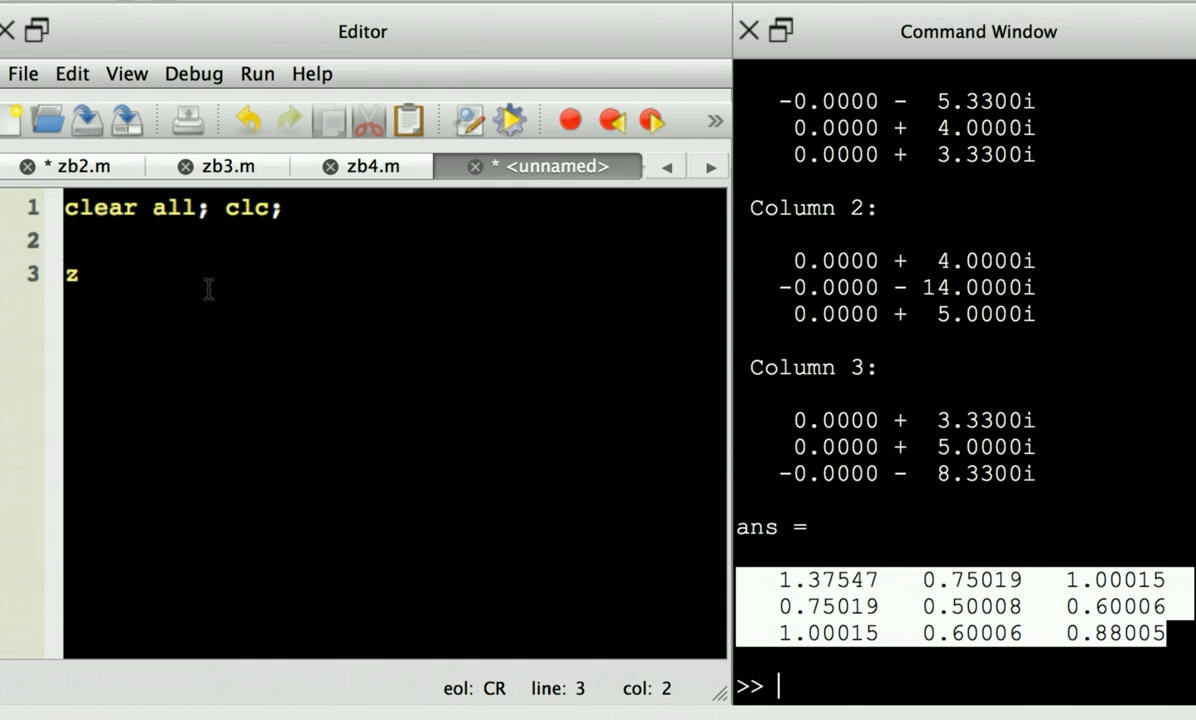 Editor
File Edit View Debug Run Help
»
* zb2.m zb3.m zb4.m * <unnamed>
1 clear all; clc;
2
3 z
eol: CR line: 3 col: 2
Command Window
-0.0000 - 5.3300i
0.0000 + 4.0000i
0.0000 + 3.3300i
Column 2:
0.0000 + 4.0000i
-0.0000 - 14.0000i
0.0000 + 5.0000i
Column 3:
0.0000 + 3.3300i
0.0000 + 5.0000i
-0.0000 - 8.3300i
ans =
1.37547 0.75019 1.00015
0.75019 0.50008 0.60006
1.00015 0.60006 0.88005
>>